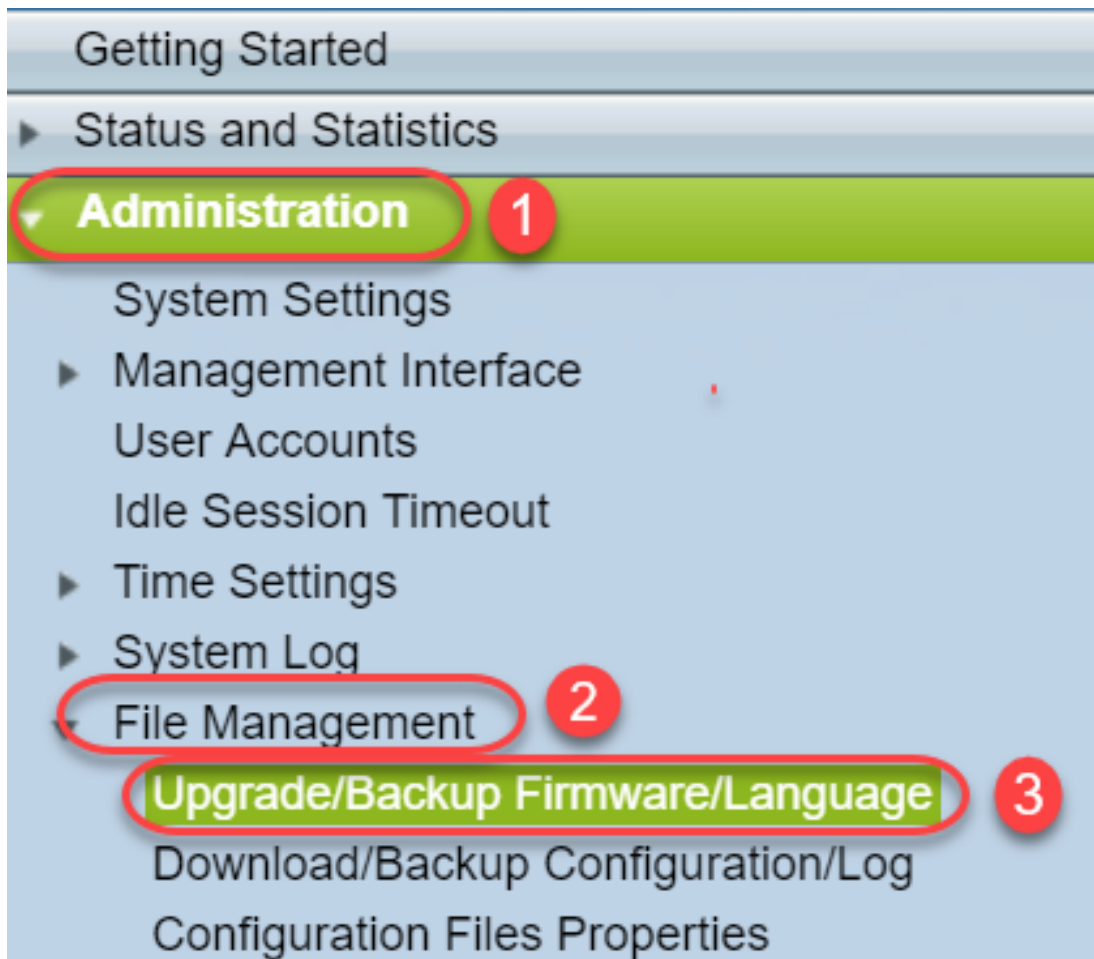 Getting Started
Status and Statistics
Administration 1
System Settings
Management Interface
User Accounts
Idle Session Timeout
Time Settings
System Log
File Management 2
Upgrade/Backup Firmware/Language 3
Download/Backup Configuration/Log
Configuration Files Properties